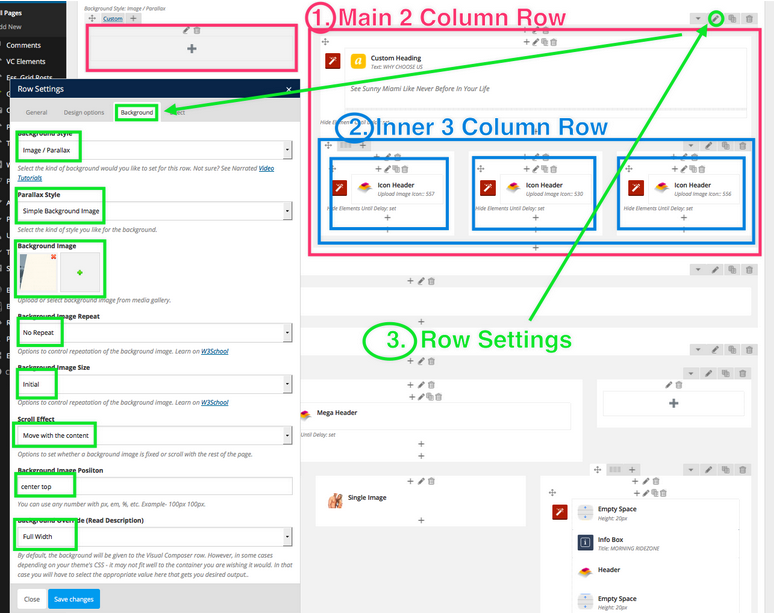 l Pages
dd New
Comments
VC Elements
Ess. Grid Posts
Background Style: Image / Parallax
Custom
1. Main 2 Column Row
Custom Heading
Text: WHY CHOOSE US
See Sunny Miami Like Never Before In Your Life
2. Inner 3 Column Row
Icon Header
Upload Image Icon:: 557
Hide Elements Until Delay: set
Icon Header
Upload Image Icon:: 530
Hide Elements Until Delay: set
Icon Header
Upload Image Icon:: 556
Hide Elements Until Delay: set
3. Row Settings
Mega Header
Until Delay: set
Single Image
Empty Space
Height: 20px
Info Box
Title: MORNING RIDEZONE
Header
Empty Space
Height: 20px
Row Settings
General
Design options
Background
Background Style
Image / Parallax
Select the kind of background would you like to set for this row. Not sure? See Narrated Video
Tutorials
Parallax Style
Simple Background Image
Select the kind of style you like for the background.
Background Image
Upload or select background image from media gallery.
Background Image Repeat
No Repeat
Options to control repeatation of the background image. Learn on W3School
Background Image Size
Initial
Options to control repeatation of the background image. Learn on W3School
Scroll Effect
Move with the content
Options to set whether a background image is fixed or scroll with the rest of the page.
Background Image Posiiton
center top
You can use any number with px, em, %, etc. Example- 100px 100px.
Background Override (Read Description)
Full Width
By default, the background will be given to the Visual Composer row. However, in some cases
depending on your theme's CSS - it may not fit well to the container you are wishing it would. In that
case you will have to select the appropriate value here that gets you desired output..
Close
Save changes